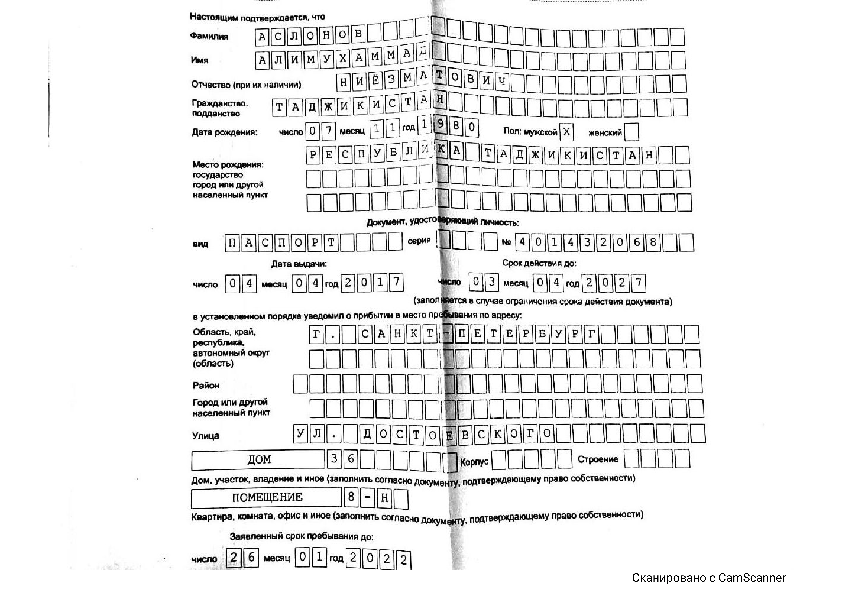 Настоящим подтверждается, что
Фамилия АСЛОНОВ
Имя АЛИМУХАММАД
Отчество (при их наличии) НИЁЗМАТОВИЧ
Гражданство, подданство ТАДЖИКИСТАН
Дата рождения: число 07 месяц 11 год 1980 Пол: мужской X женский
Место рождения: РЕСПУБЛИКА ТАДЖИКИСТАН
государство
город или другой
населенный пункт
Документ, удостоверяющий личность:
вид ПАСПОРТ серия № 401432068
Дата выдачи: Срок действия до:
число 04 месяц 04 год 2017 число 03 месяц 04 год 2027
(заполняется в случае ограничения срока действия документа)
в установленном порядке уведомил о прибытии в место пребывания по адресу:
Область, край, Г. САНКТ-ПЕТЕРБУРГ
республика,
автономный округ
(область)
Район
Город или другой
населенный пункт
Улица УЛ. ДОСТОЕВСКОГО
ДОМ 36 Корпус Строение
Дом, участок, владение и иное (заполнить согласно документу, подтверждающему право собственности)
ПОМЕЩЕНИЕ 8-Н
Квартира, комната, офис и иное (заполнить согласно документу, подтверждающему право собственности)
Заявленный срок пребывания до:
число 26 месяц 01 год 2022
Сканировано с CamScanner